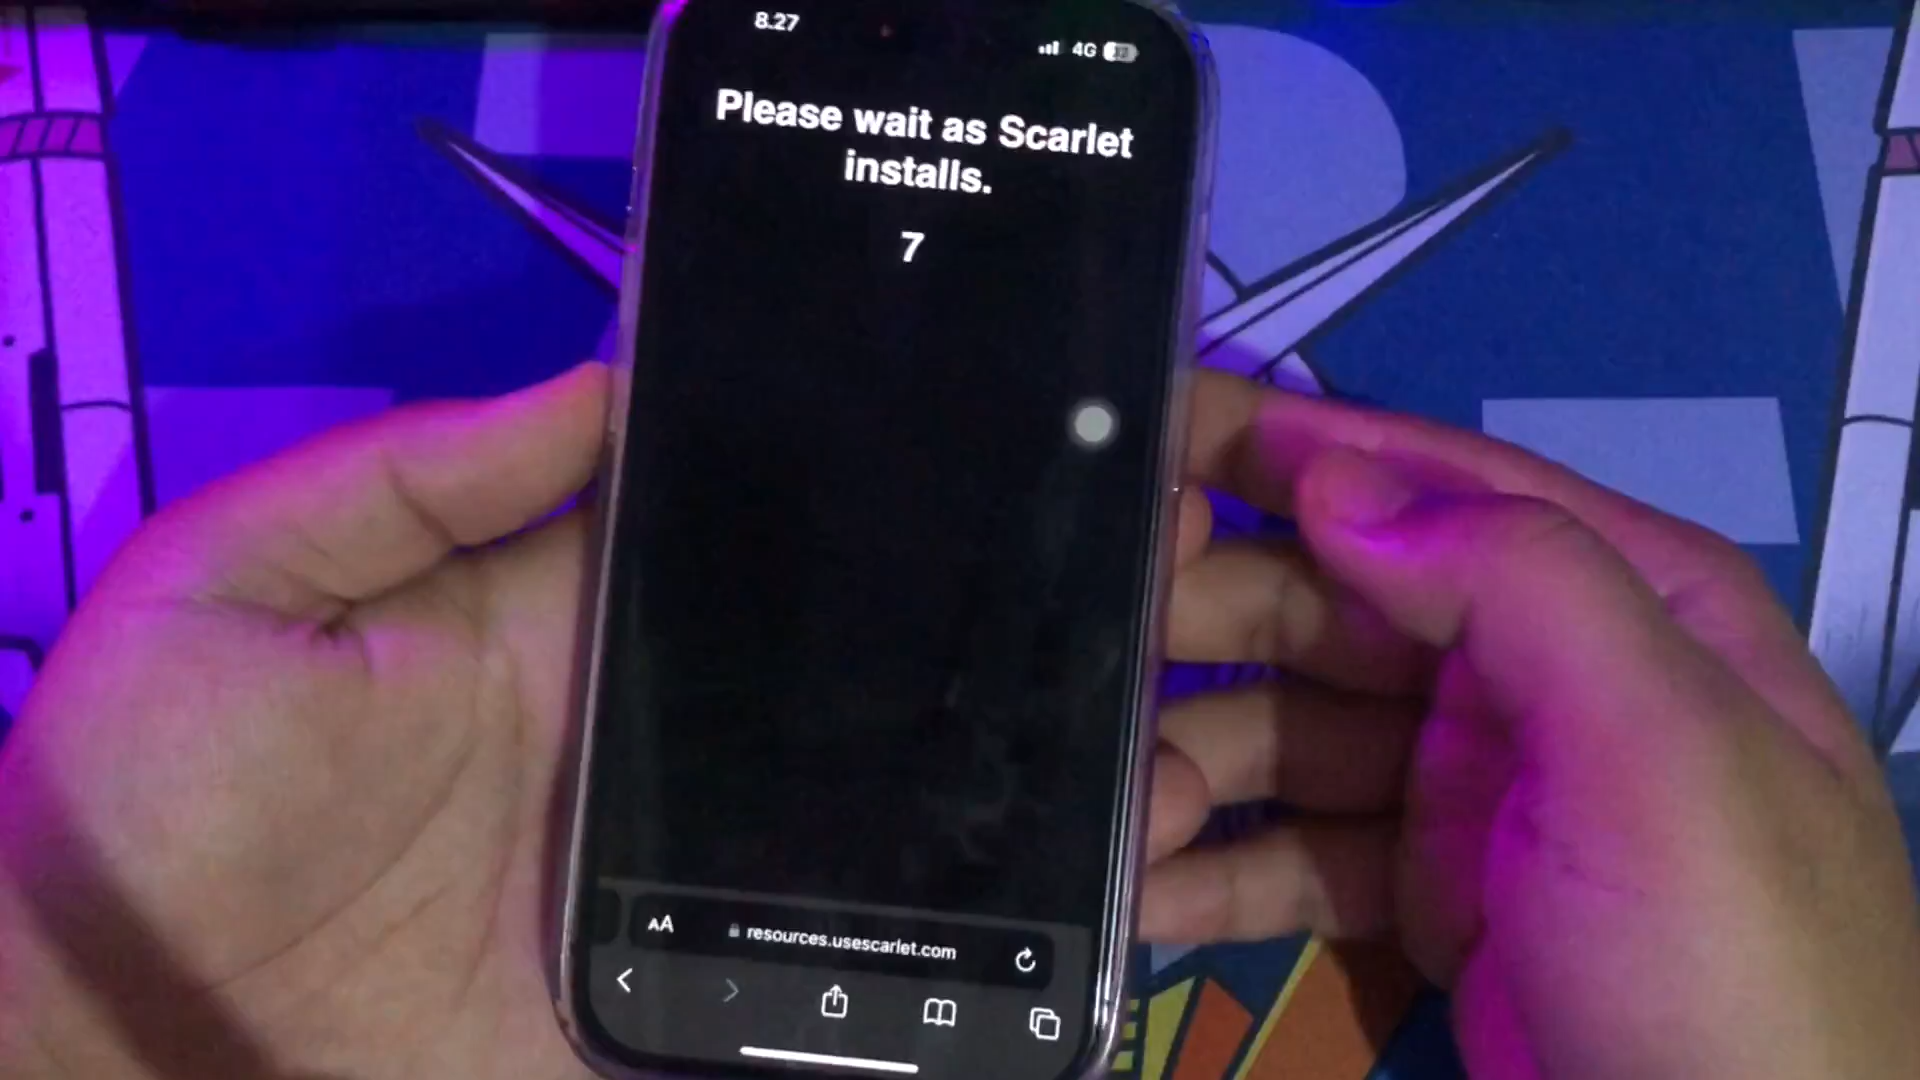 8.27
4G
Please wait as Scarlet
installs.
7
AA
resources.usescarlet.com
E